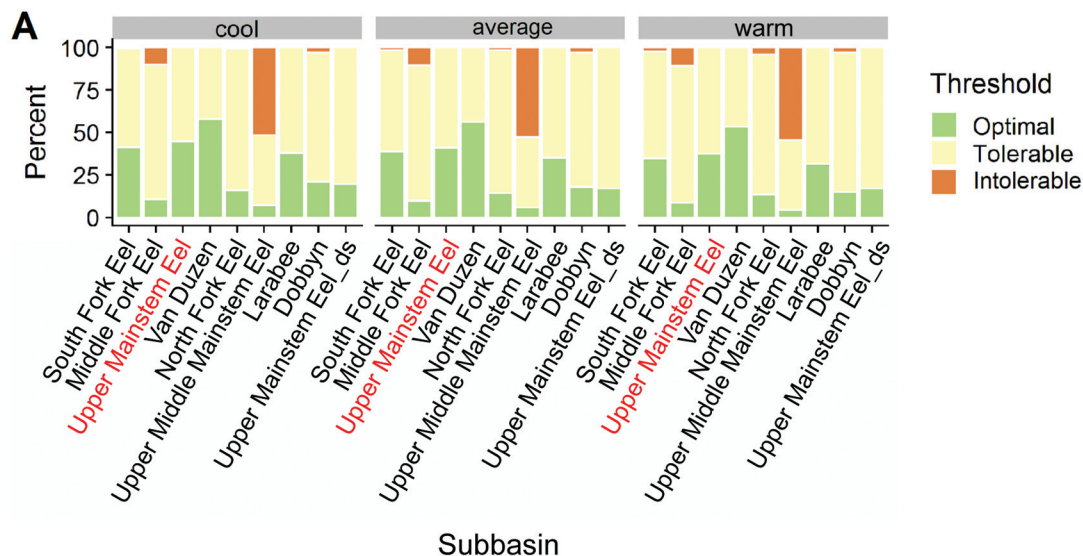 A
cool average warm
Percent
100
75
50
25
0
Threshold
Optimal
Tolerable
Intolerable
South Fork Eel
Middle Fork Eel
Upper Mainstem Eel
Van Duzen
North Fork Eel
Upper Middle Mainstem Eel
Larabee
Dobbyn
Upper Mainstem Eel_ds
South Fork Eel
Middle Fork Eel
Upper Mainstem Eel
Van Duzen
North Fork Eel
Upper Middle Mainstem Eel
Larabee
Dobbyn
Upper Mainstem Eel_ds
South Fork Eel
Middle Fork Eel
Upper Mainstem Eel
Van Duzen
North Fork Eel
Upper Middle Mainstem Eel
Larabee
Dobbyn
Upper Mainstem Eel_ds
Subbasin